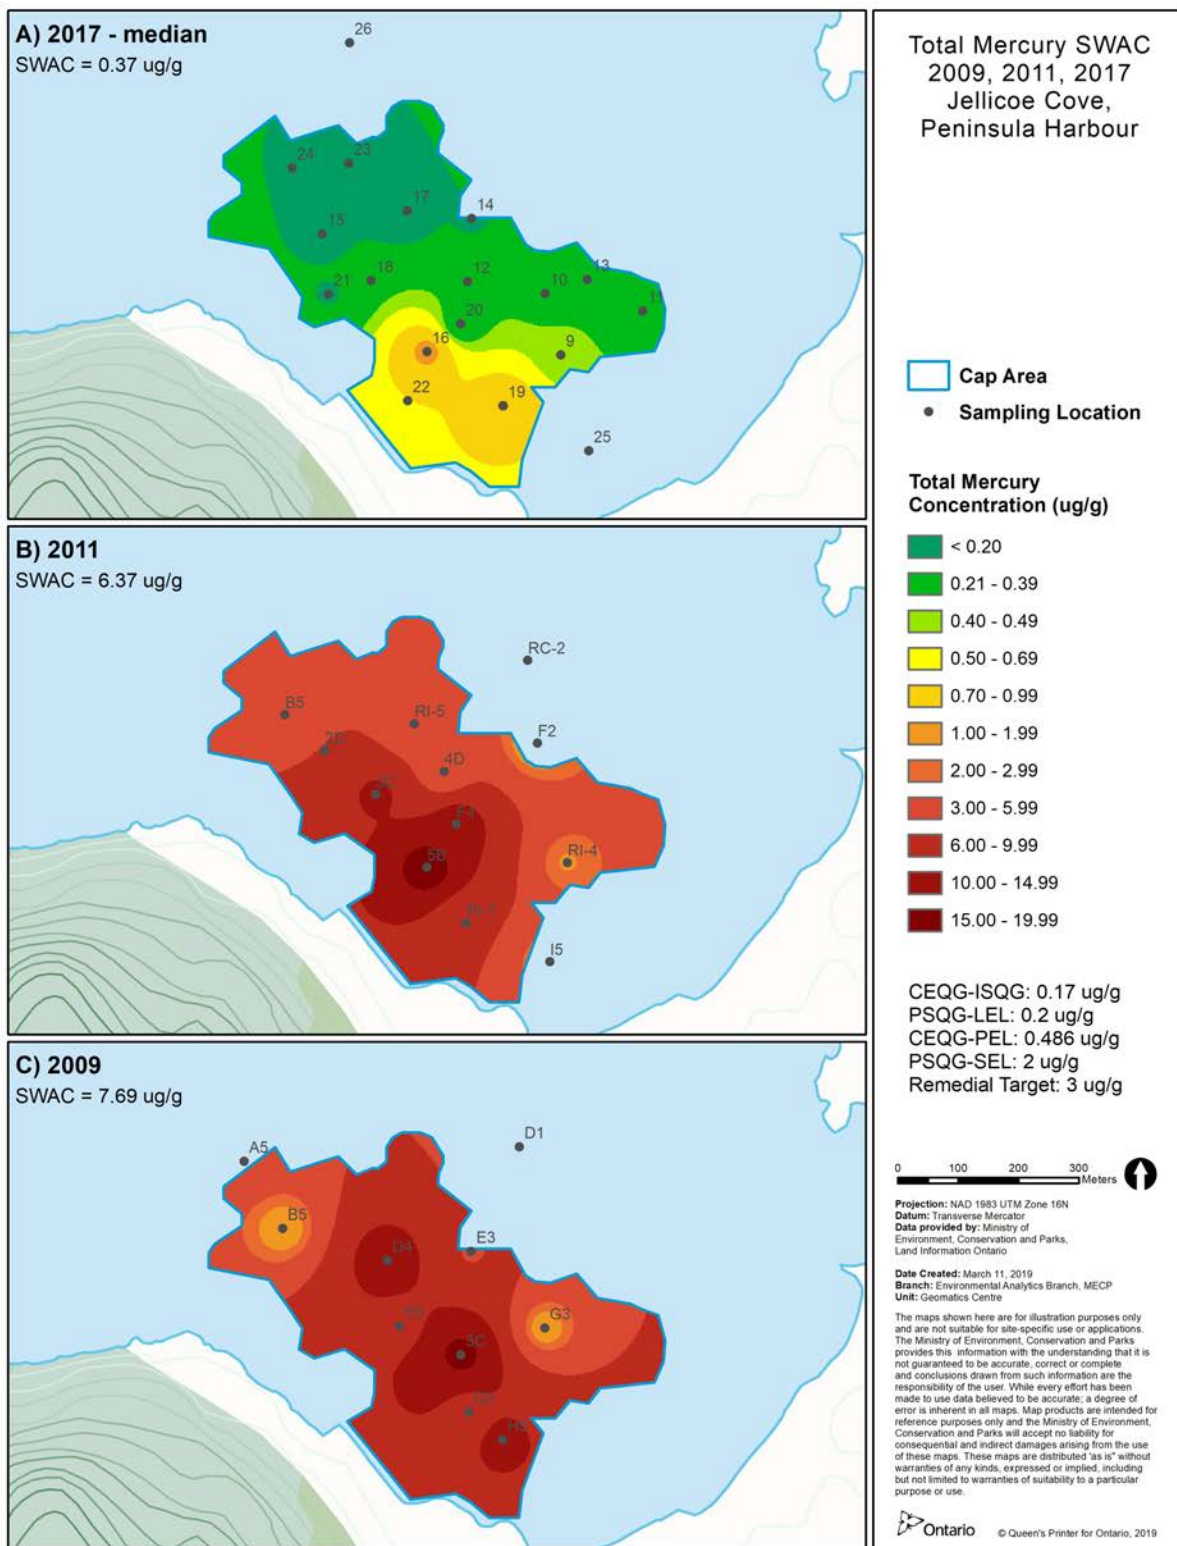 A) 2017 - median
SWAC = 0.37 ug/g
26
24
23
17
14
15
21
18
12
10
13
11
20
16
9
22
19
25
B) 2011
SWAC = 6.37 ug/g
RC-2
B5
RI-5
F2
4D
RI-4
5B
I5
C) 2009
SWAC = 7.69 ug/g
A5
D1
B5
E3
D4
G3
5C
Total Mercury SWAC
2009, 2011, 2017
Jellicoe Cove,
Peninsula Harbour
Cap Area
Sampling Location
Total Mercury
Concentration (ug/g)
< 0.20
0.21 - 0.39
0.40 - 0.49
0.50 - 0.69
0.70 - 0.99
1.00 - 1.99
2.00 - 2.99
3.00 - 5.99
6.00 - 9.99
10.00 - 14.99
15.00 - 19.99
CEQG-ISQG: 0.17 ug/g
PSQG-LEL: 0.2 ug/g
CEQG-PEL: 0.486 ug/g
PSQG-SEL: 2 ug/g
Remedial Target: 3 ug/g
0 100 200 300
Meters
Projection: NAD 1983 UTM Zone 16N
Datum: Transverse Mercator
Data provided by: Ministry of
Environment, Conservation and Parks,
Land Information Ontario
Date Created: March 11, 2019
Branch: Environmental Analytics Branch, MECP
Unit: Geomatics Centre
The maps shown here are for illustration purposes only
and are not suitable for site-specific use or applications.
The Ministry of Environment, Conservation and Parks
provides this information with the understanding that it is
not guaranteed to be accurate, correct or complete
and conclusions drawn from such information are the
responsibility of the user. While every effort has been
made to use data believed to be accurate; a degree of
error is inherent in all maps. Map products are intended for
reference purposes only and the Ministry of Environment,
Conservation and Parks will accept no liability for
consequential and indirect damages arising from the use
of these maps. These maps are distributed 'as is" without
warranties of any kinds, expressed or implied, including
but not limited to warranties of suitability to a particular
purpose or use.
Ontario
© Queen's Printer for Ontario, 2019